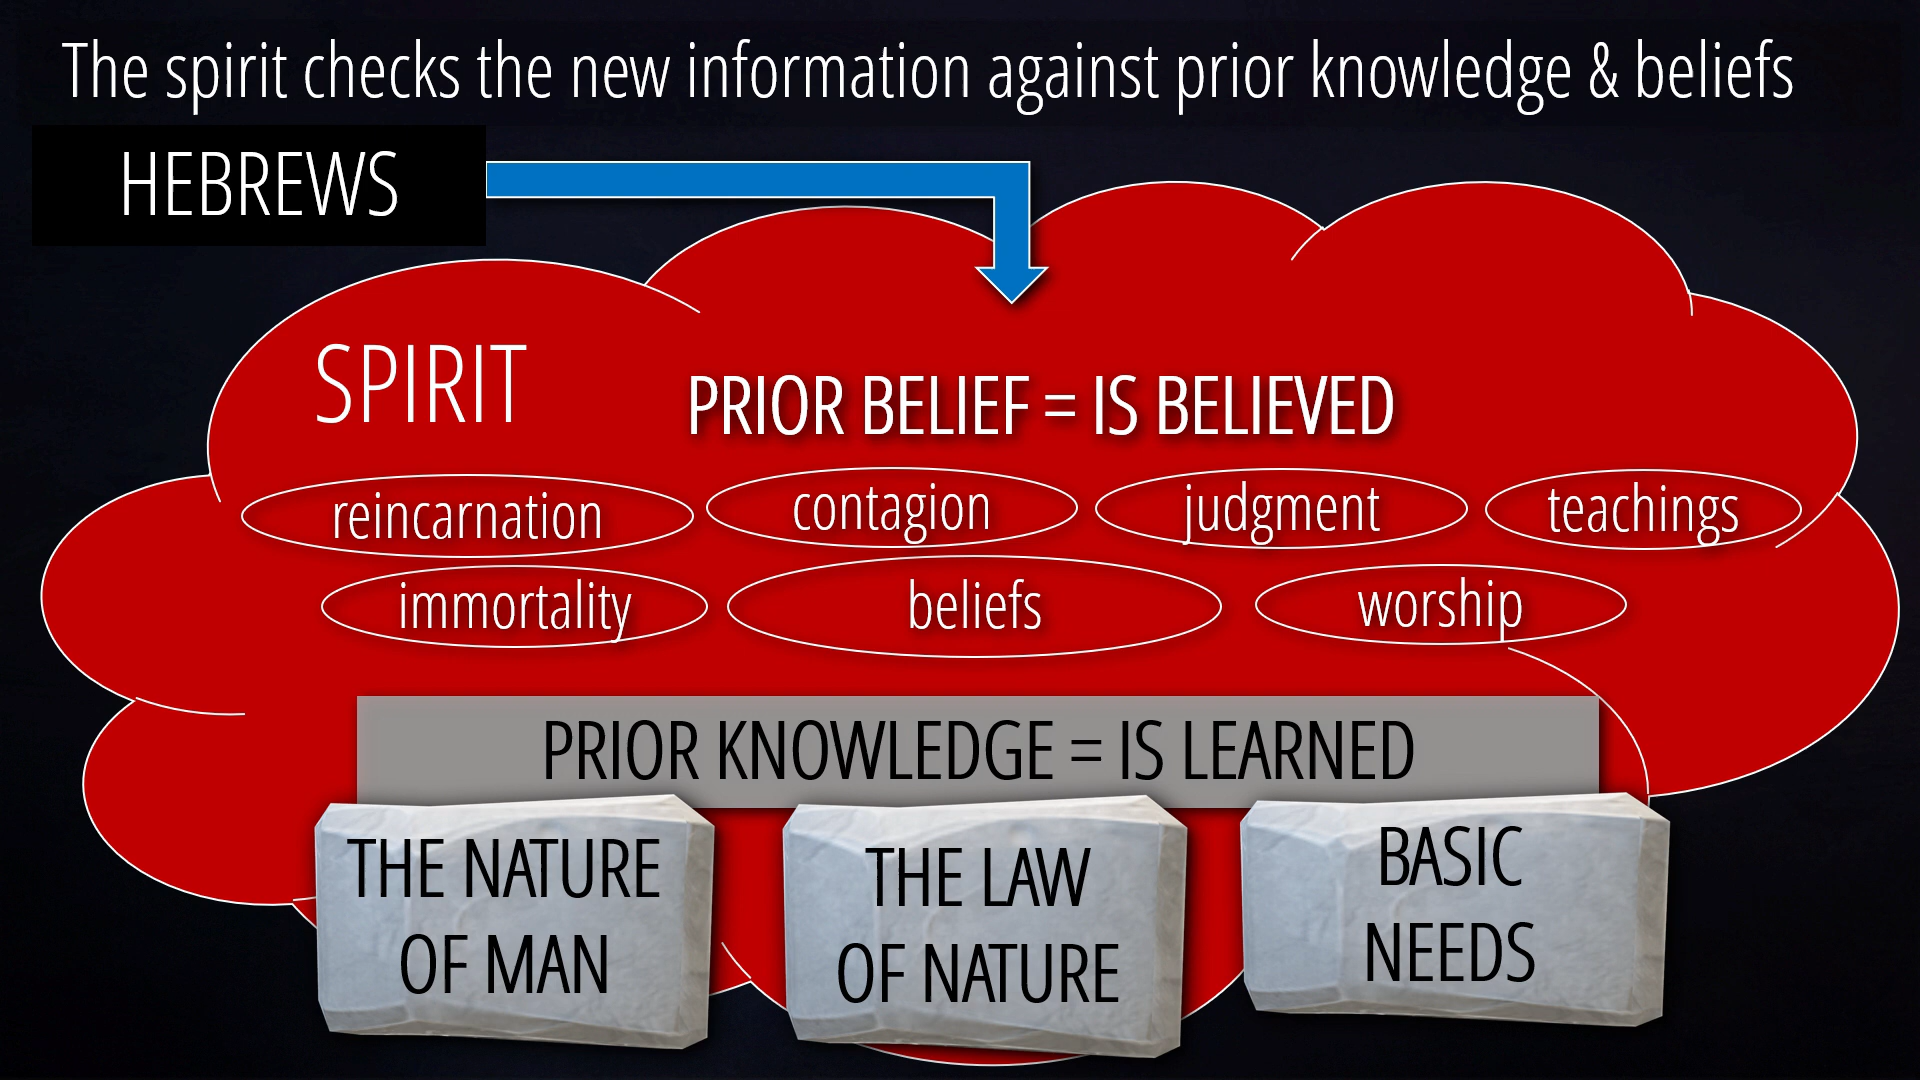 The spirit checks the new information against prior knowledge & beliefs
HEBREWS
SPIRIT
PRIOR BELIEF = IS BELIEVED
reincarnation
contagion
judgment
teachings
immortality
beliefs
worship
PRIOR KNOWLEDGE = IS LEARNED
THE NATURE
OF MAN
THE LAW
OF NATURE
BASIC
NEEDS